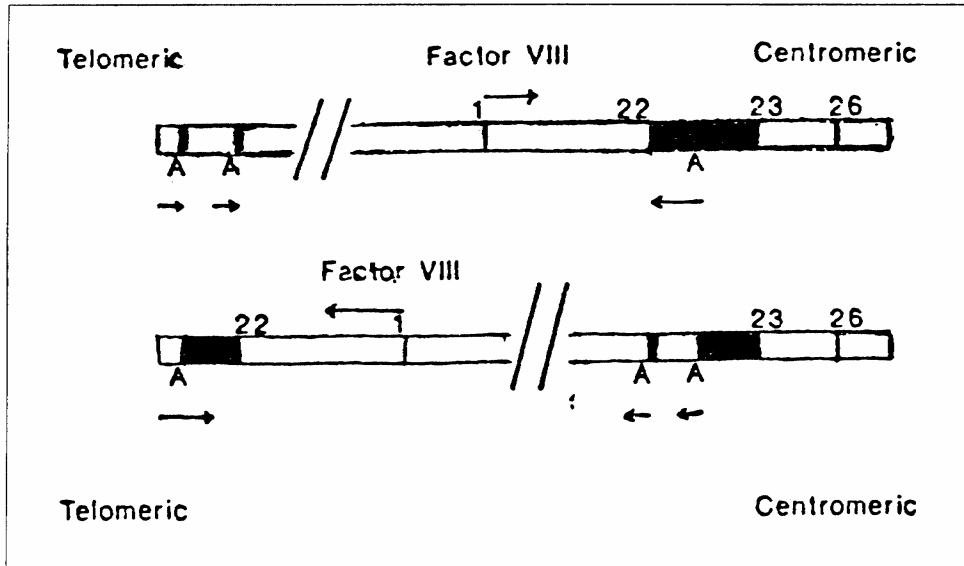 Telomeric Factor VIII Centromeric
1 22 23 26
A A A
Factor VIII
22 1 23 26
A A A
Telomeric Centromeric